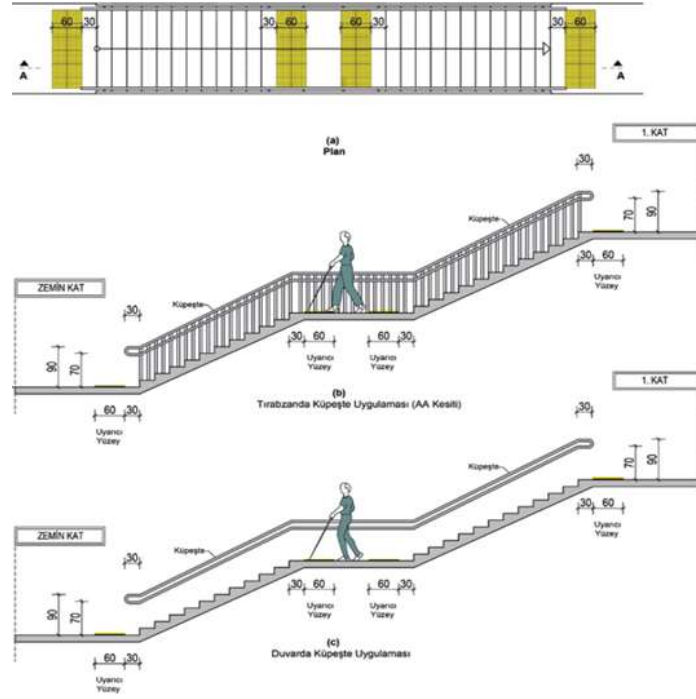 60 30 30 60 60 30 30 60
A A
(a)
Plan
1. KAT
30
Küpeşte
70 90
30 60
Uyarıcı
Yüzey
ZEMİN KAT
30
Küpeşte
90 70
30 60 60 30
Uyarıcı Uyarıcı
Yüzey Yüzey
60 30
Uyarıcı
Yüzey
(b)
Tırabzanda Küpeşte Uygulaması (AA Kesiti)
1. KAT
30
Küpeşte
70 90
30 60
Uyarıcı
Yüzey
ZEMİN KAT
30
Küpeşte
90 70
30 60 60 30
Uyarıcı Uyarıcı
Yüzey Yüzey
60 30
Uyarıcı
Yüzey
(c)
Duvarda Küpeşte Uygulaması